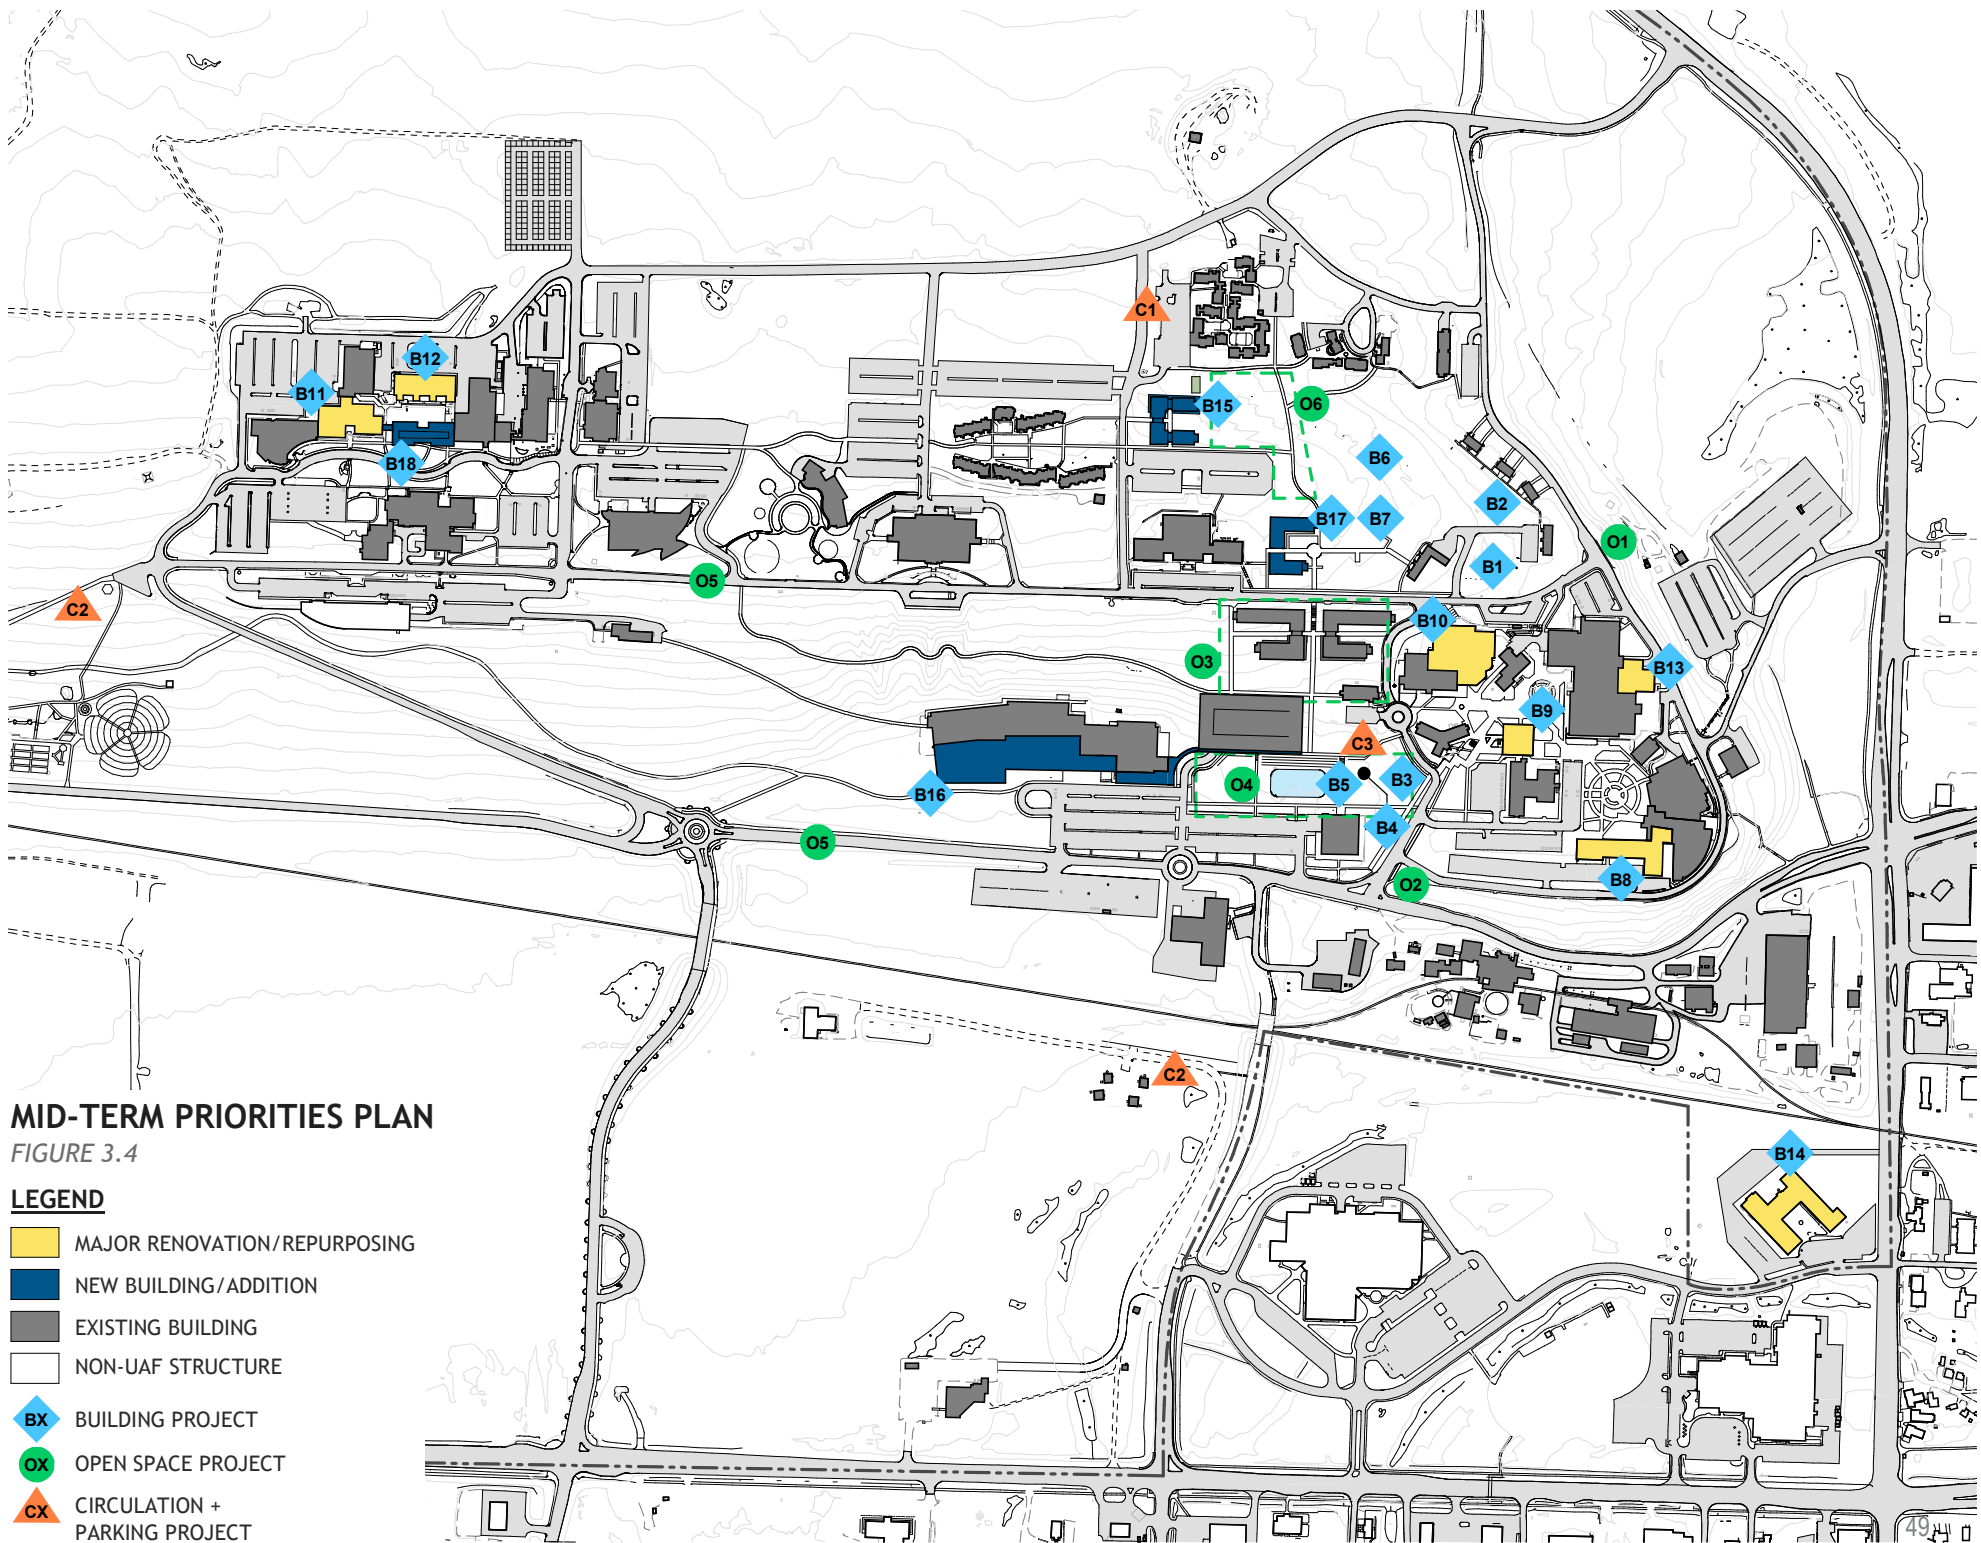 C1
B12
B11
B15
O6
B18
B6
B2
B17
B7
O1
B1
O5
C2
B10
O3
B13
B9
C3
O4
B5
B3
B16
B4
O5
B8
O2
C2
MID-TERM PRIORITIES PLAN
FIGURE 3.4
B14
LEGEND
MAJOR RENOVATION/REPURPOSING
NEW BUILDING/ADDITION
EXISTING BUILDING
NON-UAF STRUCTURE
BX BUILDING PROJECT
OX OPEN SPACE PROJECT
CX CIRCULATION +
PARKING PROJECT
49